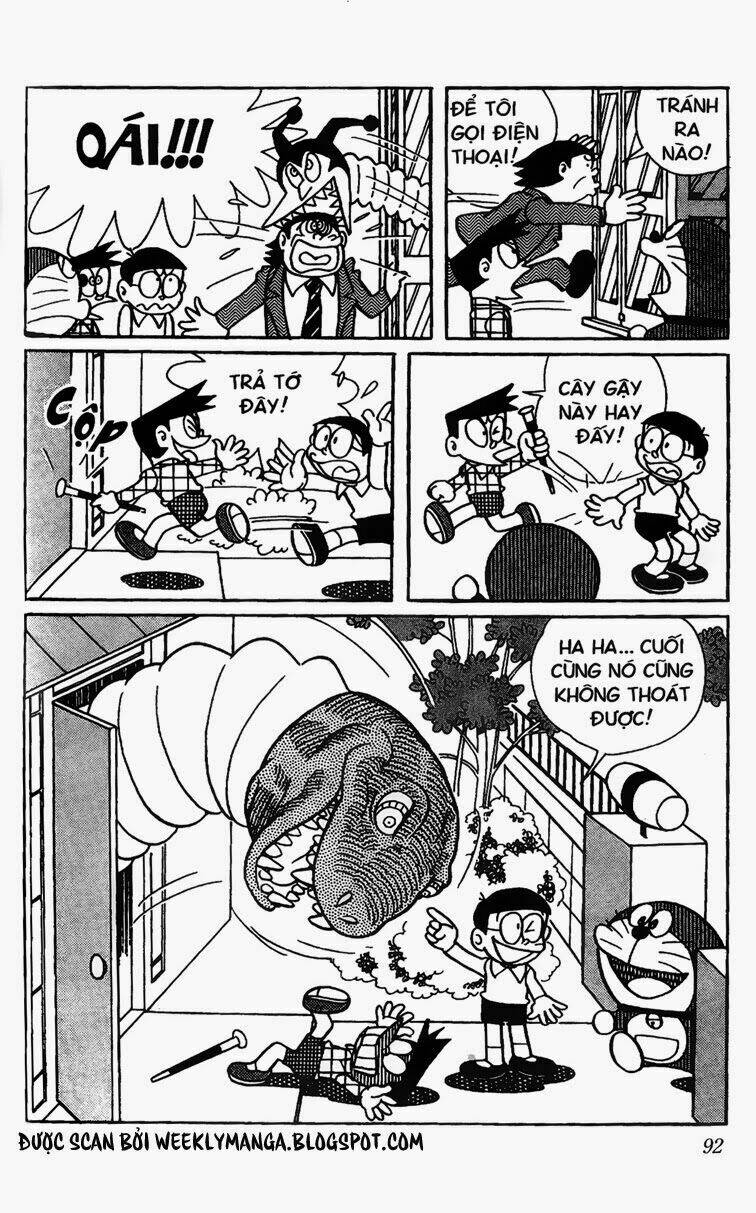 QÁI!!!
ĐỂ TÔI
GỌI ĐIỆN
THOẠI!
TRÁNH
RA
NÀO!
CỘP
TRẢ TỚ
ĐÂY!
CÂY GẬY
NÀY HAY
ĐẤY!
HA HA... CUỐI
CÙNG NÓ CŨNG
KHÔNG THOÁT
ĐƯỢC!
ĐƯỢC SCAN BỞI WEEKLYMANGA.BLOGSPOT.COM
92